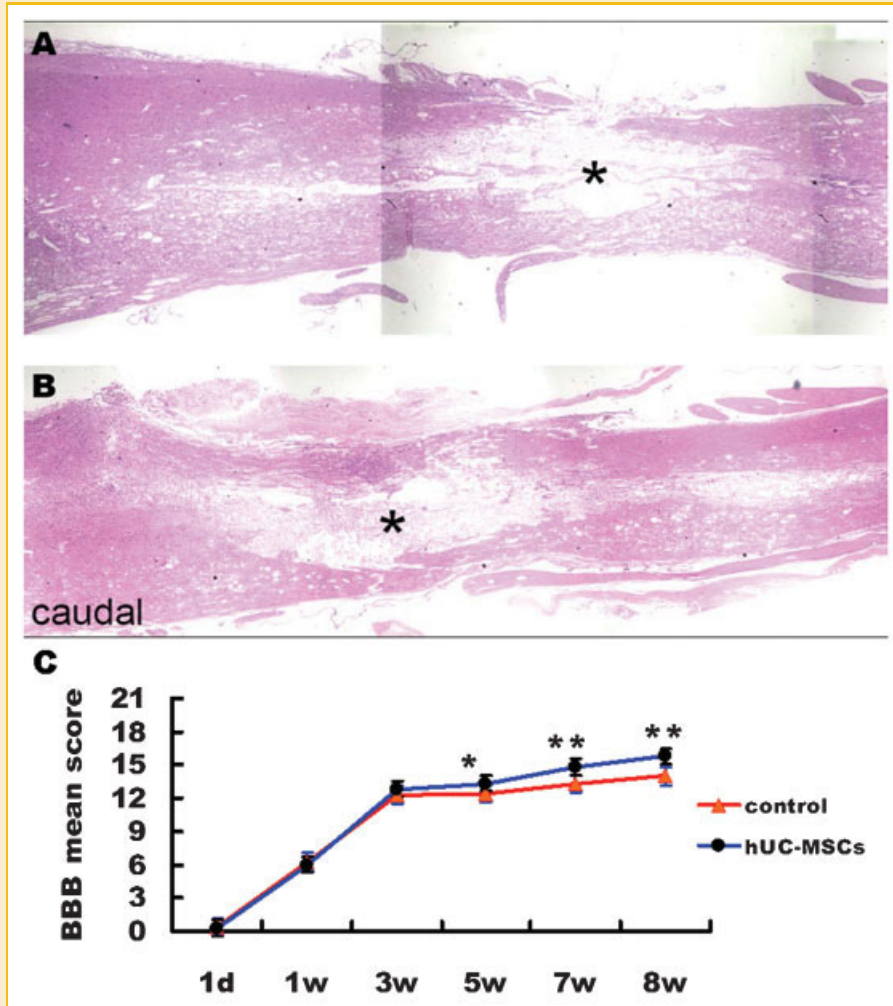 A
*
B
*
caudal
C
BBB mean score
21
18
15
12
9
6
3
0
* ** **
control
hUC-MSCs
1d 1w 3w 5w 7w 8w